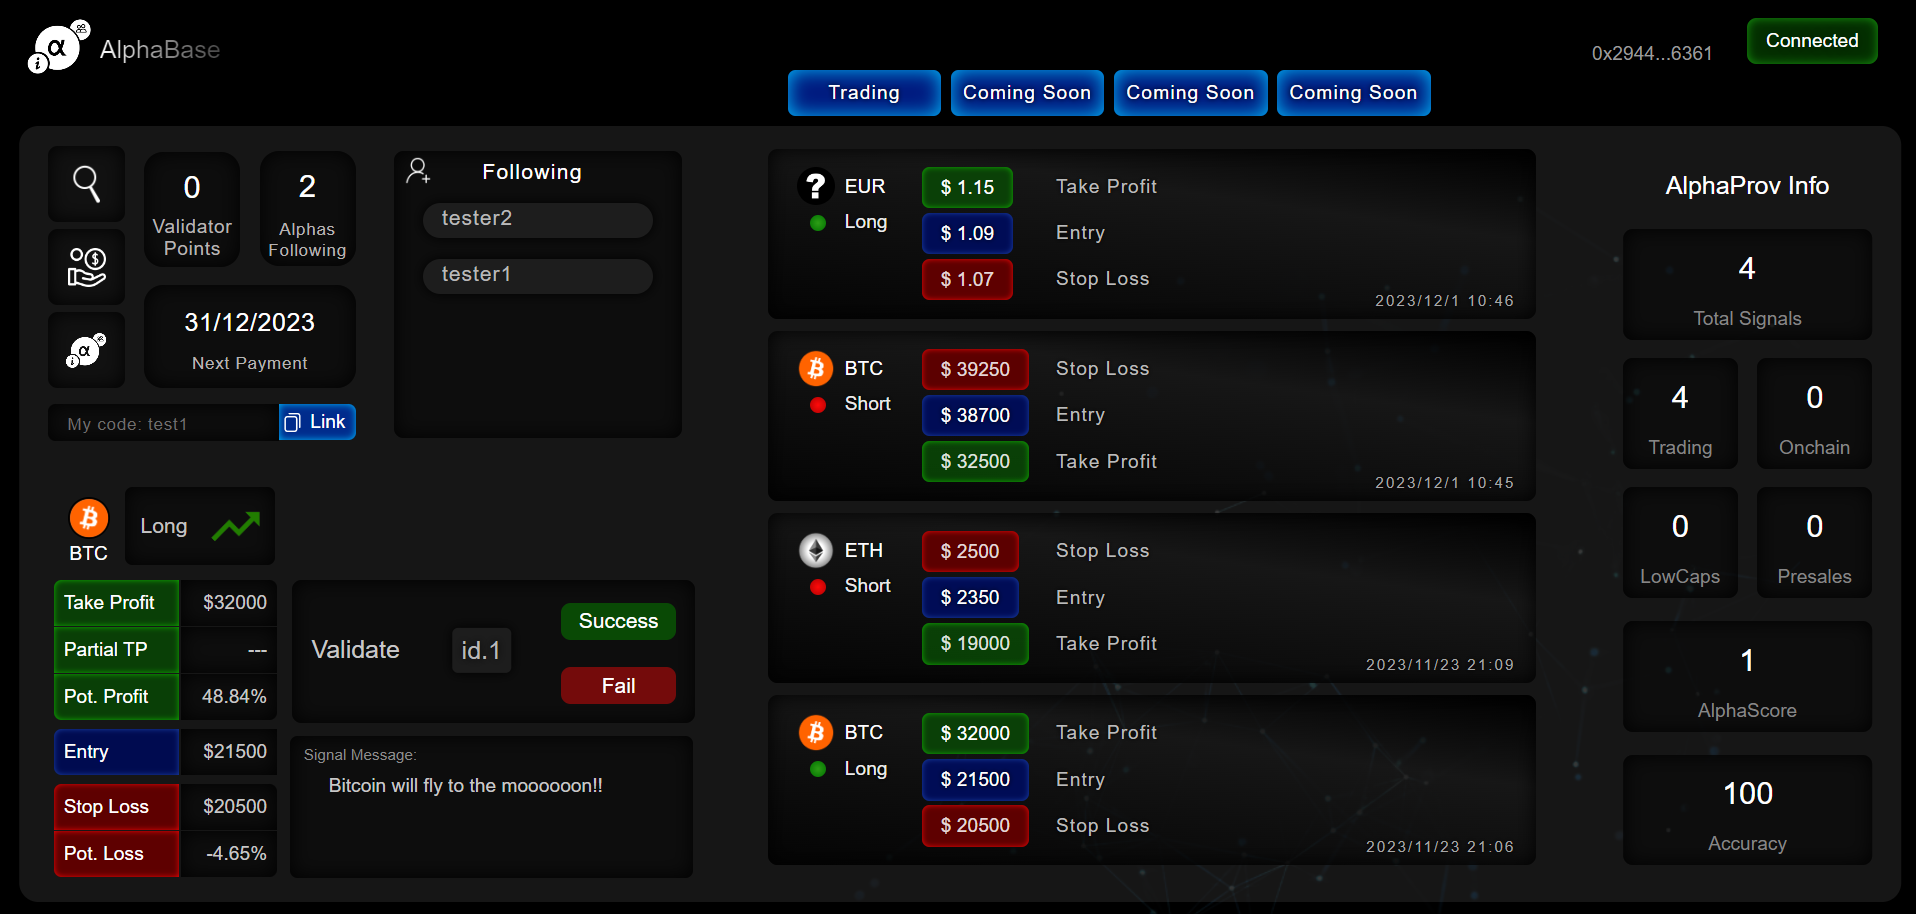 AlphaBase
0x2944...6361
Connected
Trading
Coming Soon
Coming Soon
Coming Soon
0
Validator
Points
2
Alphas
Following
31/12/2023
Next Payment
My code: test1
Link
Following
tester2
tester1
BTC
Long
Take Profit $32000
Partial TP ---
Pot. Profit 48.84%
Entry $21500
Stop Loss $20500
Pot. Loss -4.65%
Validate id.1
Success
Fail
Signal Message:
Bitcoin will fly to the moooooon!!
EUR $ 1.15 Take Profit
Long $ 1.09 Entry
$ 1.07 Stop Loss
2023/12/1 10:46
BTC $ 39250 Stop Loss
Short $ 38700 Entry
$ 32500 Take Profit
2023/12/1 10:45
ETH $ 2500 Stop Loss
Short $ 2350 Entry
$ 19000 Take Profit
2023/11/23 21:09
BTC $ 32000 Take Profit
Long $ 21500 Entry
$ 20500 Stop Loss
2023/11/23 21:06
AlphaProv Info
4
Total Signals
4
Trading
0
Onchain
0
LowCaps
0
Presales
1
AlphaScore
100
Accuracy